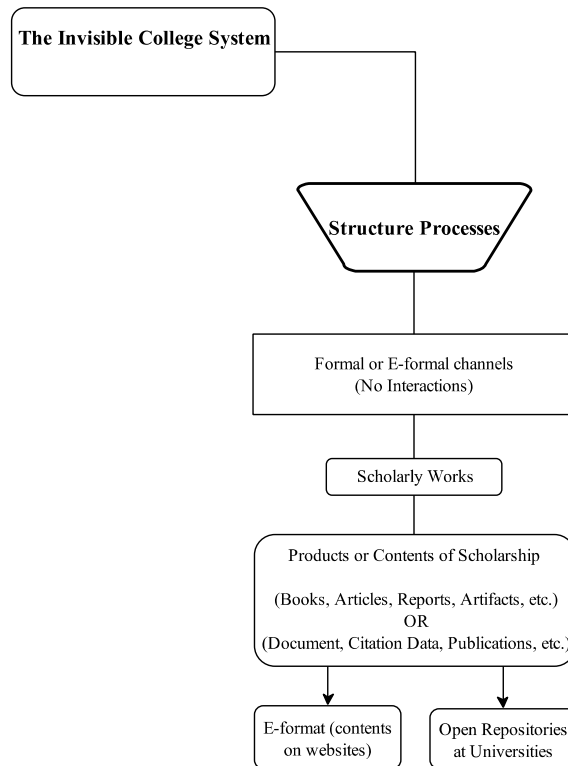 The Invisible College System
Structure Processes
Formal or E-formal channels
(No Interactions)
Scholarly Works
Products or Contents of Scholarship
(Books, Articles, Reports, Artifacts, etc.)
OR
(Document, Citation Data, Publications, etc.)
E-format (contents
on websites)
Open Repositories
at Universities